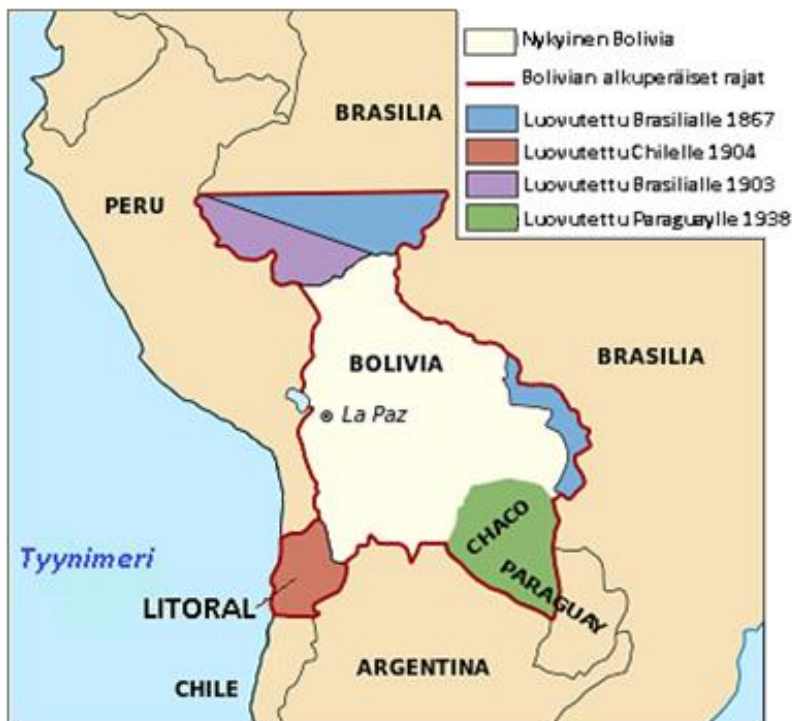 Nykyinen Bolivia
Bolivian alkuperäiset rajat
Luovutettu Brasilialle 1867
Luovutettu Chilelle 1904
Luovutettu Brasilialle 1903
Luovutettu Paraguaylle 1938
BRASILIA
PERU
BOLIVIA
BRASILIA
La Paz
CHACO
Tyynimeri
PARAGUAY
LITORAL
ARGENTINA
CHILE